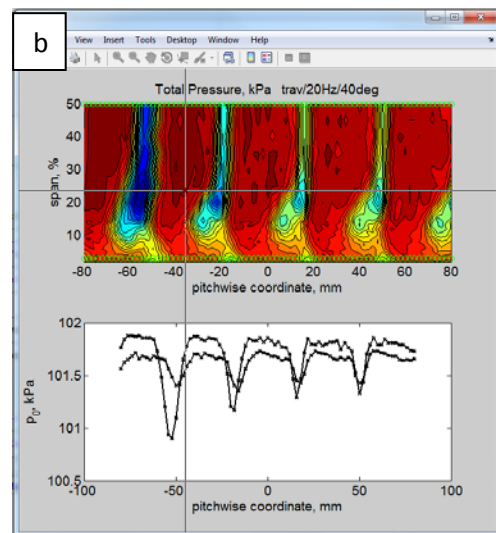 b
View Insert Tools Desktop Window Help
Total Pressure, kPa trav/20Hz/40deg
50
40
30
20
10
span, %
-80 -60 -40 -20 0 20 40 60 80
pitchwise coordinate, mm
102
101.5
101
100.5
p₀, kPa
-100 -50 0 50 100
pitchwise coordinate, mm